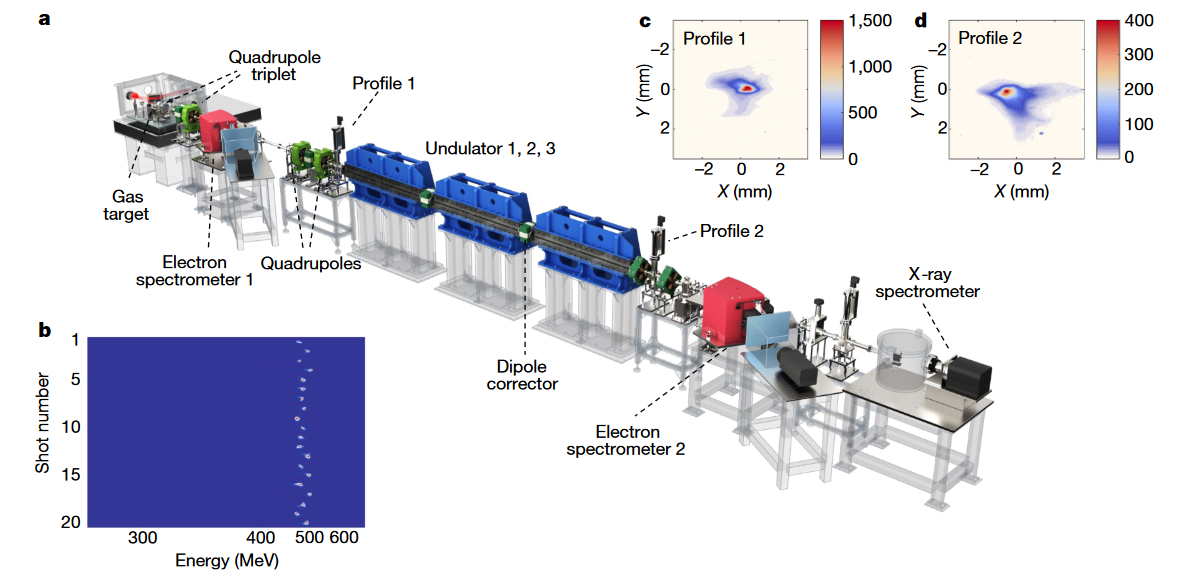 a
Quadrupole
triplet
Profile 1
Undulator 1, 2, 3
Gas
target
Electron
spectrometer 1
Quadrupoles
Profile 2
X-ray
spectrometer
Dipole
corrector
Electron
spectrometer 2
b
Shot number
1
5
10
15
20
300 400 500 600
Energy (MeV)
c
Profile 1
Y (mm)
−2
0
2
−2 0 2
X (mm)
1,500
1,000
500
0
d
Profile 2
Y (mm)
−2
0
2
−2 0 2
X (mm)
400
300
200
100
0